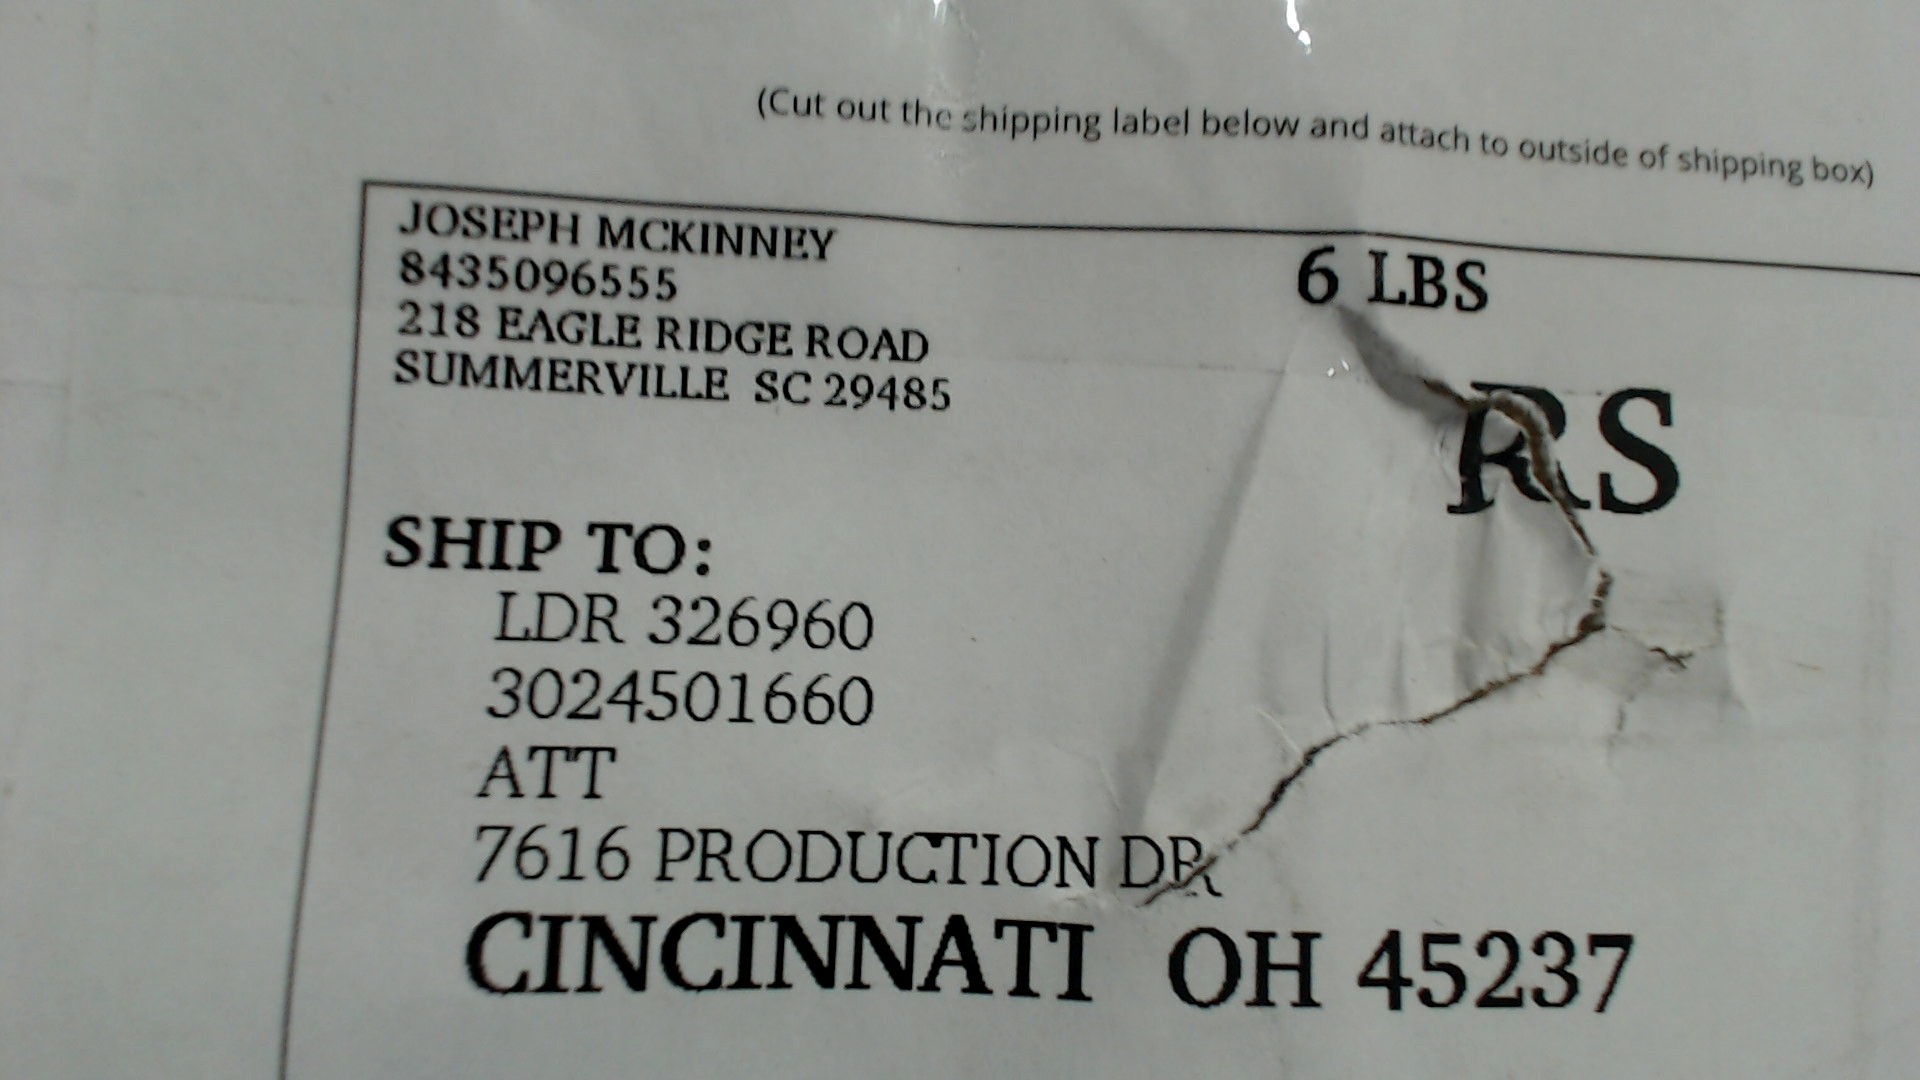 (Cut out the shipping label below and attach to outside of shipping box)
JOSEPH MCKINNEY
8435096555
218 EAGLE RIDGE ROAD
SUMMERVILLE SC 29485
6 LBS
RS
SHIP TO:
LDR 326960
3024501660
ATT
7616 PRODUCTION DR
CINCINNATI OH 45237